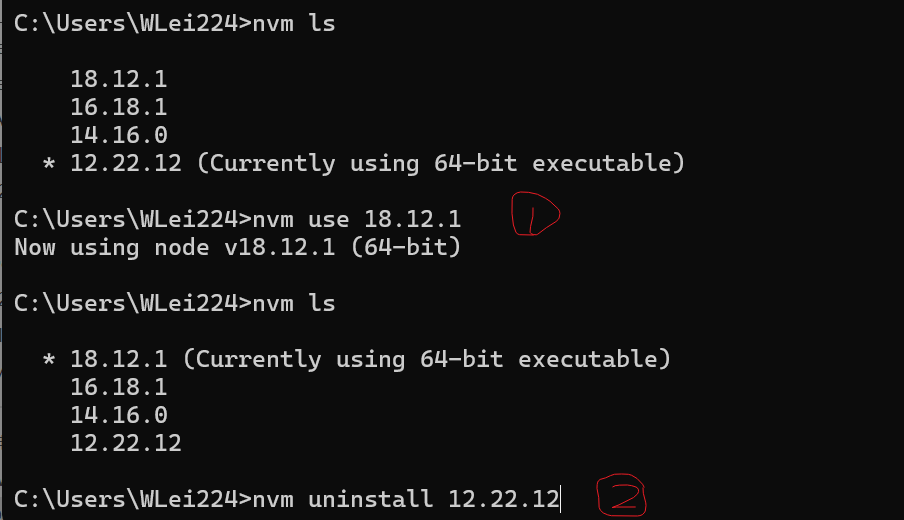 C:\Users\WLei224>nvm ls
18.12.1
16.18.1
14.16.0
* 12.22.12 (Currently using 64-bit executable)
C:\Users\WLei224>nvm use 18.12.1 1
Now using node v18.12.1 (64-bit)
C:\Users\WLei224>nvm ls
* 18.12.1 (Currently using 64-bit executable)
16.18.1
14.16.0
12.22.12
C:\Users\WLei224>nvm uninstall 12.22.12 2